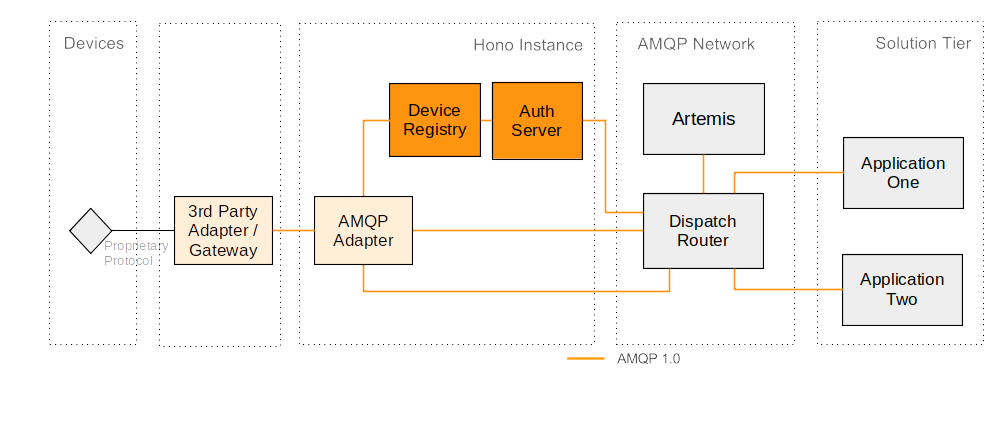 Devices
Hono Instance
AMQP Network
Solution Tier
Device
Registry
Auth
Server
Artemis
Application
One
3rd Party
Adapter /
Gateway
AMQP
Adapter
Dispatch
Router
Proprietary
Protocol
Application
Two
AMQP 1.0